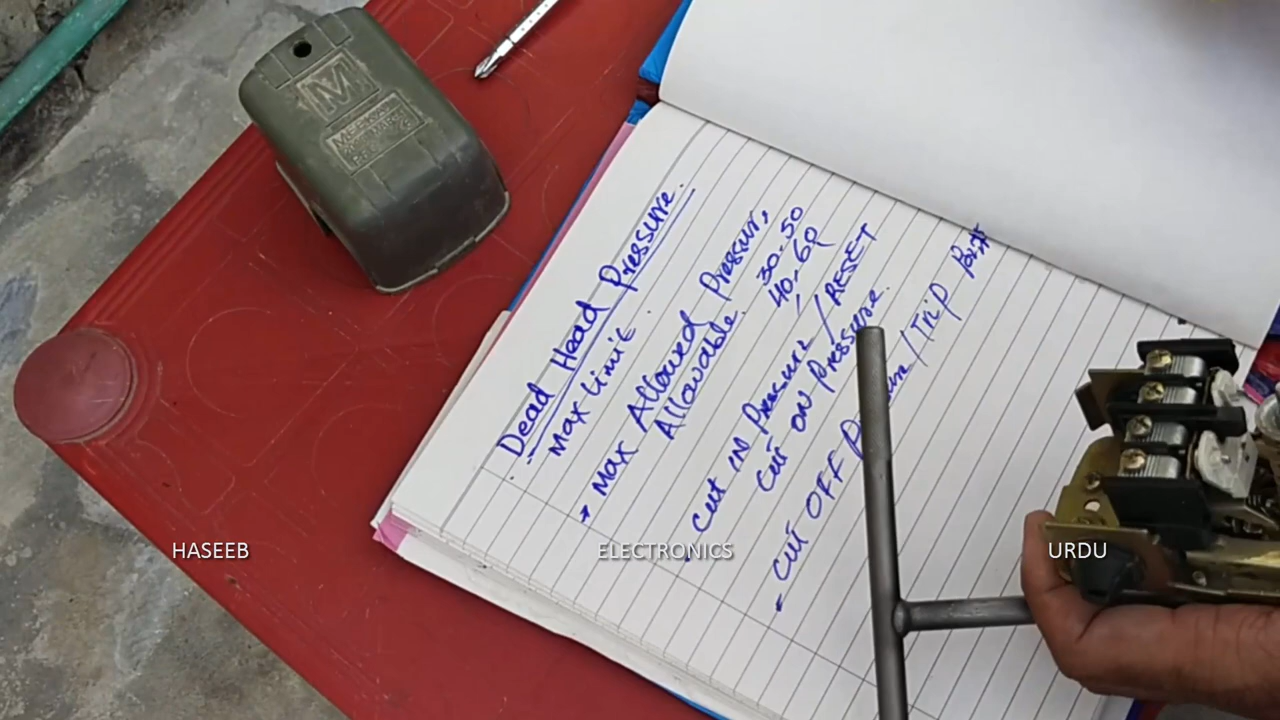 M
Dead Head Pressure.
Max Limit
→ Max Allowed Pressur,
Allowable. 30-50
40,60
- Cut IN Pressure / RESET
Cut ON Pressure.
- Cut OFF / Trip Point
HASEEB
ELECTRONICS
URDU